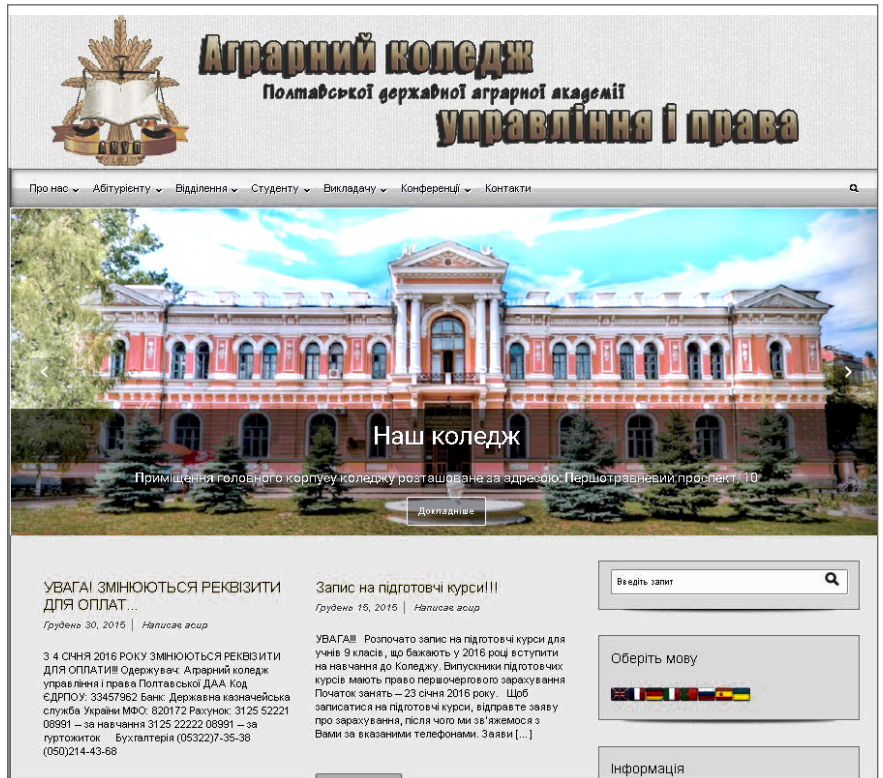 Аграрний коледж
Полтавської державної аграрної академії
управління і права
АКУП
Про нас Абітурієнту Відділення Студенту Викладачу Конференції Контакти
Наш коледж
Приміщення головного корпусу коледжу розташоване за адресою: Першотравневий проспект, 10
Докладніше
УВАГА! ЗМІНЮЮТЬСЯ РЕКВІЗИТИ
ДЛЯ ОПЛАТ...
Грудень 30, 2015 | Написав acup
З 4 СІЧНЯ 2016 РОКУ ЗМІНЮЮТЬСЯ РЕКВІЗИТИ
ДЛЯ ОПЛАТИ!!! Одержувач: Аграрний коледж
управління і права Полтавської ДАА Код
ЄДРПОУ: 33457962 Банк: Державна казначейська
служба України МФО: 820172 Рахунок: 3125 52221
08991 – за навчання 3125 22222 08991 – за
гуртожиток Бухгалтерія (05322)7-35-38
(050)214-43-68
Запис на підготовчі курси!!!
Грудень 15, 2015 | Написав acup
УВАГА!!! Розпочато запис на підготовчі курси для
учнів 9 класів, що бажають у 2016 році вступити
на навчання до Коледжу. Випускники підготовчих
курсів мають право першочергового зарахування
Початок занять – 23 січня 2016 року. Щоб
записатися на підготовчі курси, відправте заяву
про зарахування, після чого ми зв'яжемося з
Вами за вказаними телефонами. Заяви [...]
Введіть запит
Оберіть мову
Інформація